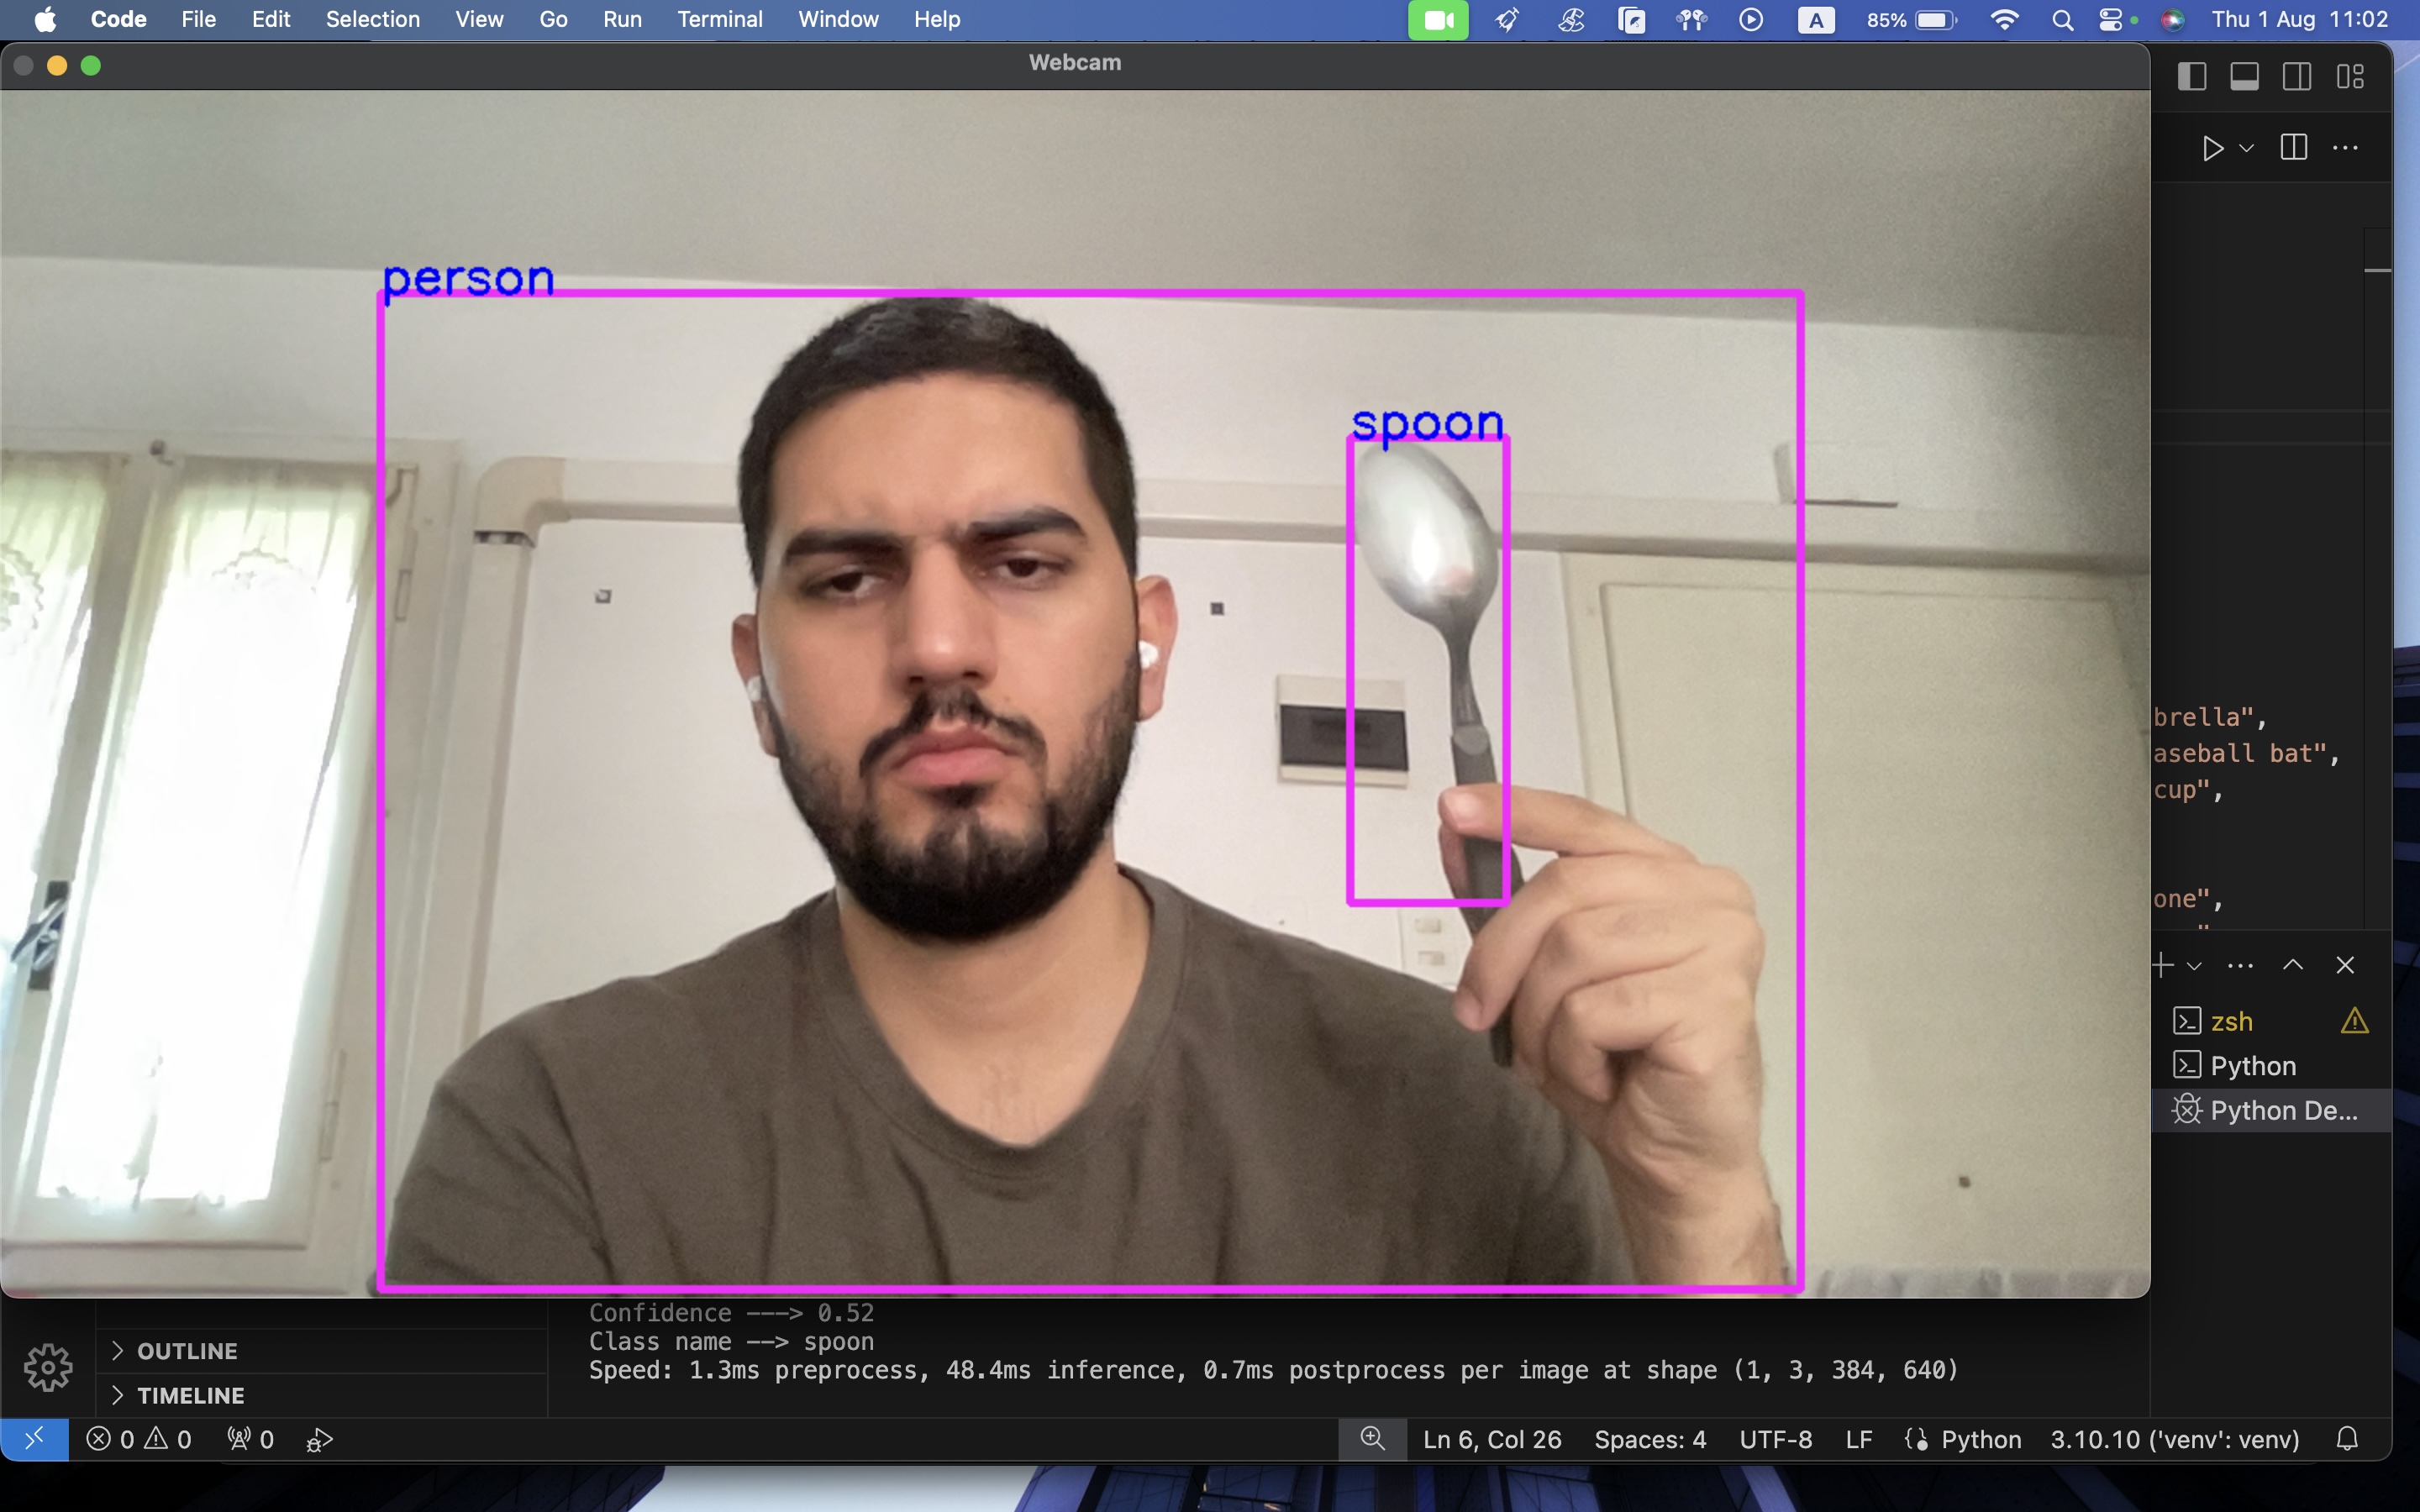 Code File Edit Selection View Go Run Terminal Window Help A 85% Thu 1 Aug 11:02
Webcam
person
spoon
brella",
aseball bat",
cup",
one",
zsh
Python
Python De...
Confidence ---> 0.52
Class name --> spoon
Speed: 1.3ms preprocess, 48.4ms inference, 0.7ms postprocess per image at shape (1, 3, 384, 640)
OUTLINE
TIMELINE
0 0 0 Ln 6, Col 26 Spaces: 4 UTF-8 LF Python 3.10.10 ('venv': venv)